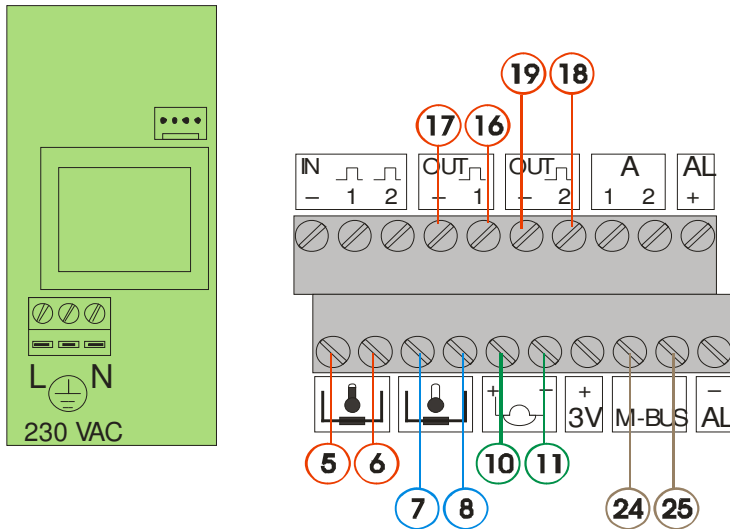 19 18
17 16
IN OUT OUT A AL
– 1 2 – 1 – 2 1 2 +
L N
230 VAC
+ – + –
3V M-BUS AL
5 6 10 11
7 8 24 25